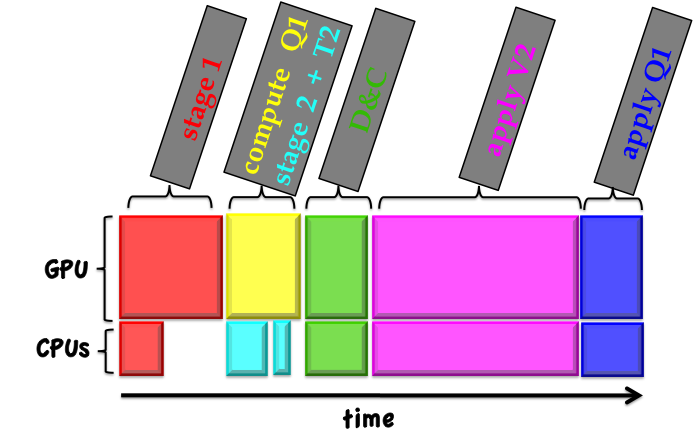 stage 1
compute Q1
stage 2 + T2
D&C
apply V2
apply Q1
GPU
CPUs
time